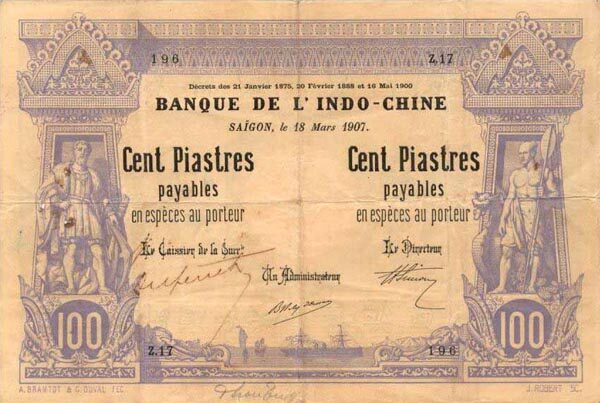 196 Z.17
Décrets des 21 Janvier 1875, 20 Février 1888 et 16 Mai 1900
BANQUE DE L'INDO-CHINE
SAÏGON, le 18 Mars 1907.
Cent Piastres
payables
en espèces au porteur
Cent Piastres
payables
en espèces au porteur
Le Caissier de la Succle
Un Administrateur
Le Directeur
100
100
Z.17 196
A. BRAMTOT & G. DUVAL FEC.
J. ROBERT SC.